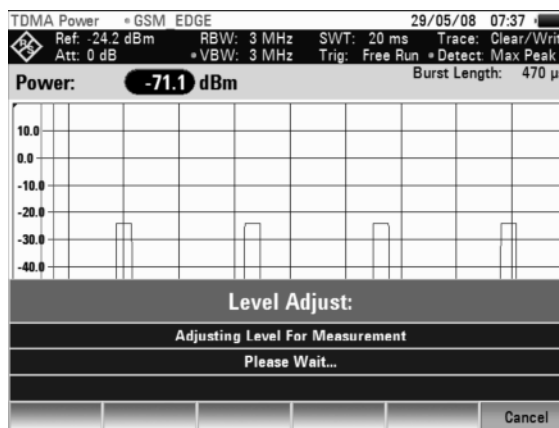 TDMA Power • GSM_EDGE 29/05/08 07:37
Ref: -24.2 dBm RBW: 3 MHz SWT: 20 ms Trace: Clear/Writ
Att: 0 dB • VBW: 3 MHz Trig: Free Run • Detect: Max Peak
Power: -71.1 dBm Burst Length: 470 µ
10.0
0.0
-10.0
-20.0
-30.0
-40.0
Level Adjust:
Adjusting Level For Measurement
Please Wait...
Cancel